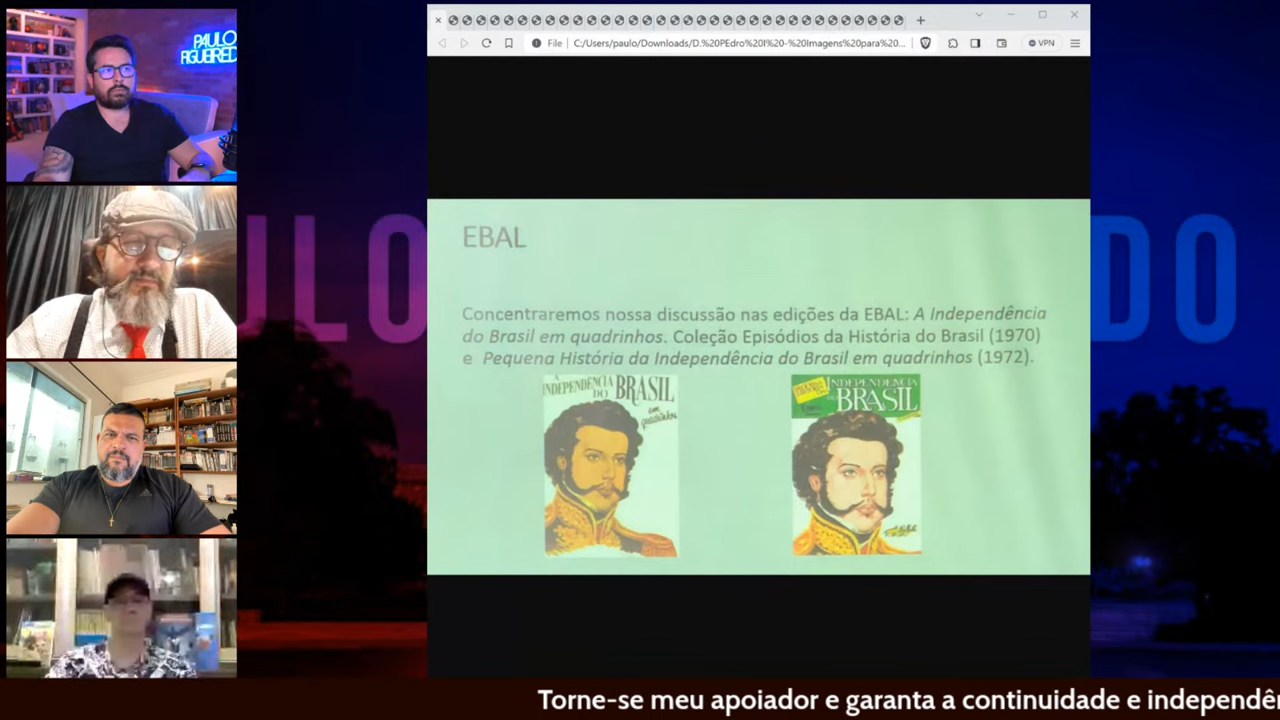 PAULO
FIGUEIRED
ULO
DO
File
C:/Users/paulo/Downloads/D.%20PEdro%20I%20-%20Imagens%20para%20...
VPN
EBAL
Concentraremos nossa discussão nas edições da EBAL: A Independência
do Brasil em quadrinhos. Coleção Episódios da História do Brasil (1970)
e Pequena História da Independência do Brasil em quadrinhos (1972).
A
INDEPENDÊNCIA
DO BRASIL
em
quadrinhos
INDEPENDÊNCIA
DO BRASIL
Torne-se meu apoiador e garanta a continuidade e independê